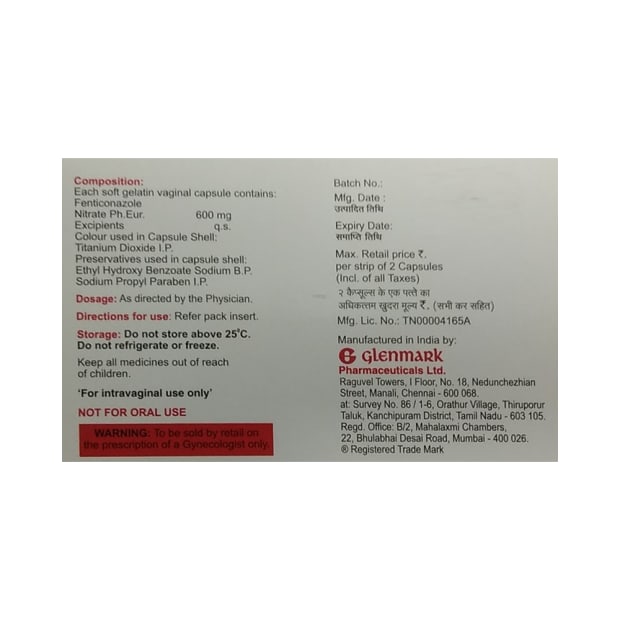 Composition:
Each soft gelatin vaginal capsule contains:
Fenticonazole
Nitrate Ph.Eur. 600 mg
Excipients q.s.
Colour used in Capsule Shell:
Titanium Dioxide I.P.
Preservatives used in capsule shell:
Ethyl Hydroxy Benzoate Sodium B.P.
Sodium Propyl Paraben I.P.
Dosage: As directed by the Physician.
Directions for use: Refer pack insert.
Storage: Do not store above 25°C.
Do not refrigerate or freeze.
Keep all medicines out of reach
of children.
‘For intravaginal use only’
NOT FOR ORAL USE
WARNING: To be sold by retail on
the prescription of a Gynecologist only.
Batch No.:
Mfg. Date :
उत्पादित तिथि
Expiry Date:
समाप्ति तिथि
Max. Retail price ₹.
per strip of 2 Capsules
(Incl. of all Taxes)
२ कैप्सूल्स के एक पत्ते का
अधिकत्तम खुदरा मूल्य ₹. (सभी कर सहित)
Mfg. Lic. No.: TN00004165A
Manufactured in India by:
G glenmark
Pharmaceuticals Ltd.
Raguvel Towers, I Floor, No. 18, Nedunchezhian
Street, Manali, Chennai - 600 068.
at: Survey No. 86 / 1-6, Orathur Village, Thiruporur
Taluk, Kanchipuram District, Tamil Nadu - 603 105.
Regd. Office: B/2, Mahalaxmi Chambers,
22, Bhulabhai Desai Road, Mumbai - 400 026.
® Registered Trade Mark